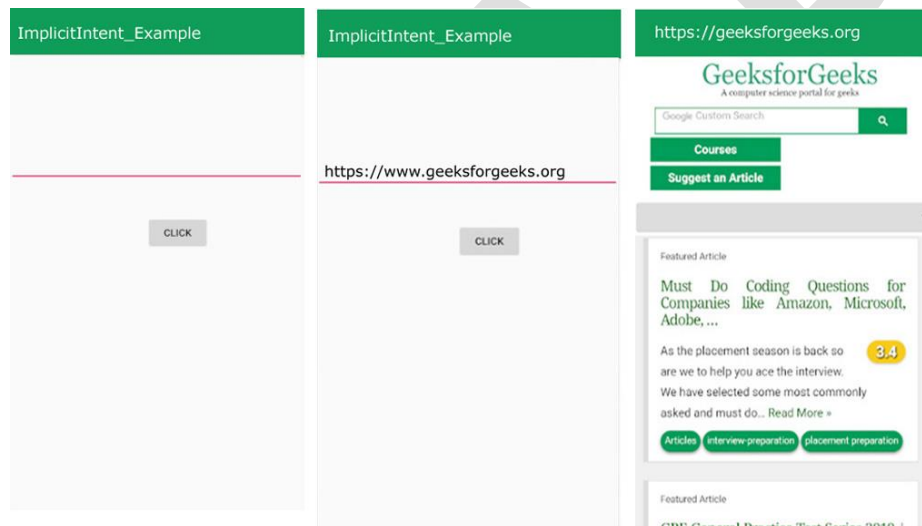 ImplicitIntent_Example
CLICK
ImplicitIntent_Example
https://www.geeksforgeeks.org
CLICK
https://geeksforgeeks.org
GeeksforGeeks
A computer science portal for geeks
Google Custom Search
Courses
Suggest an Article
Featured Article
Must Do Coding Questions for
Companies like Amazon, Microsoft,
Adobe, ...
As the placement season is back so
3.4
are we to help you ace the interview.
We have selected some most commonly
asked and must do... Read More »
Articles interview-preparation placement preparation
Featured Article